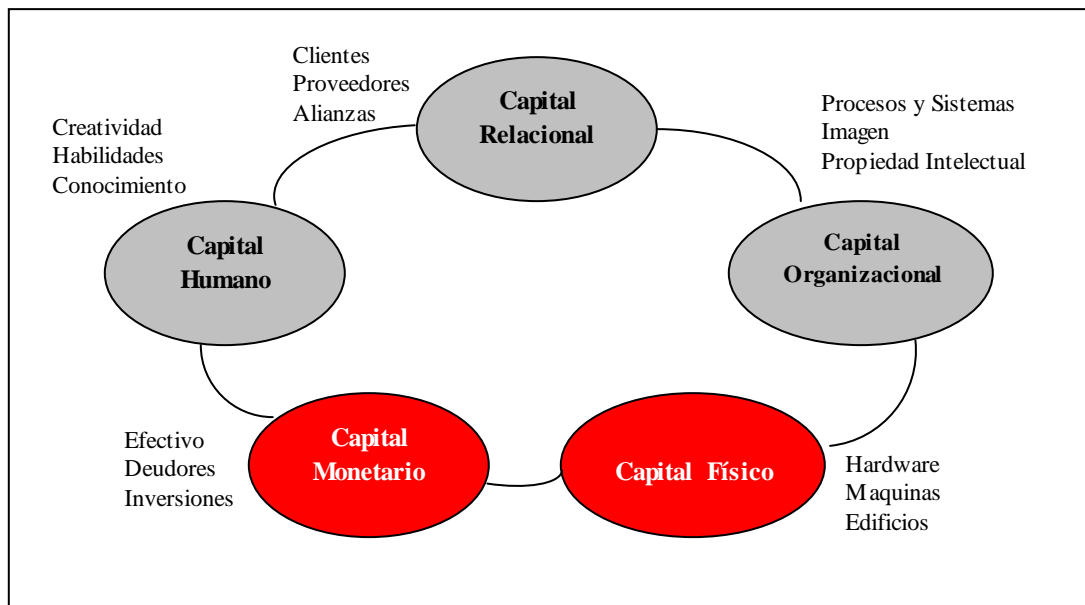 Clientes
Proveedores
Alianzas
Capital
Relacional
Procesos y Sistemas
Imagen
Propiedad Intelectual
Creatividad
Habilidades
Conocimiento
Capital
Humano
Capital
Organizacional
Efectivo
Deudores
Inversiones
Capital
Monetario
Capital Físico
Hardware
Maquinas
Edificios